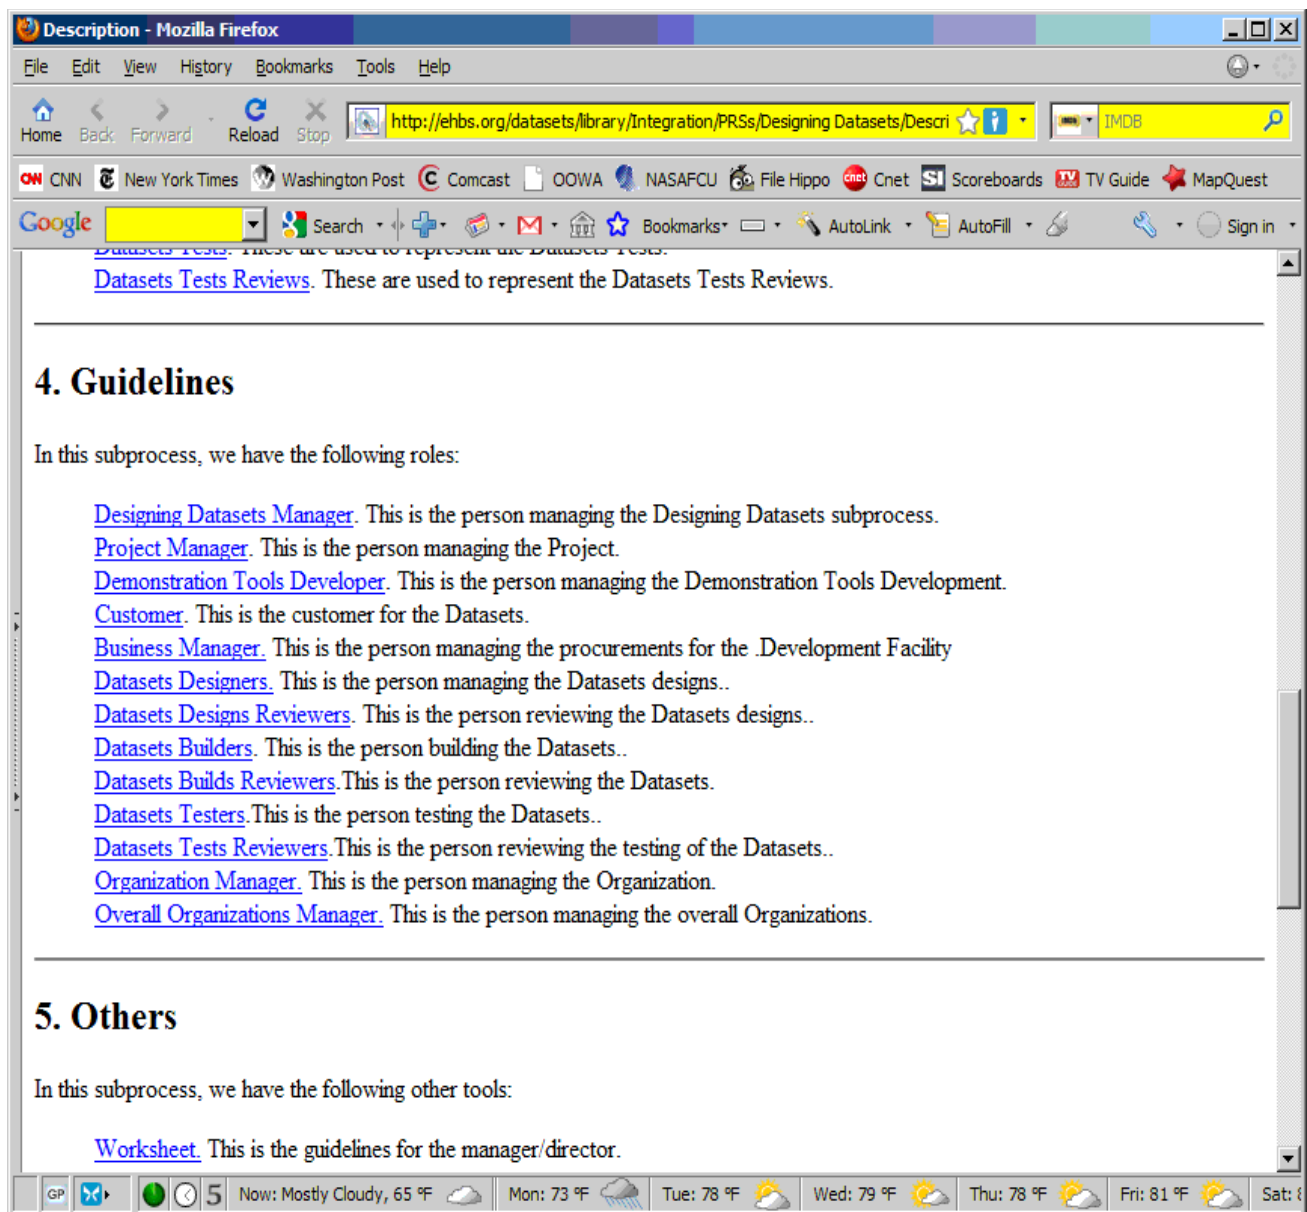 Description - Mozilla Firefox
File Edit View History Bookmarks Tools Help
Home Back Forward Reload Stop http://ehbs.org/datasets/library/Integration/PRSs/Designing Datasets/Descri IMDB
CNN New York Times Washington Post Comcast OOWA NASAFCU File Hippo Cnet Scoreboards TV Guide MapQuest
Google Search Bookmarks AutoLink AutoFill Sign in
Datasets Tests. These are used to represent the Datasets Tests.
Datasets Tests Reviews. These are used to represent the Datasets Tests Reviews.
4. Guidelines
In this subprocess, we have the following roles:
Designing Datasets Manager. This is the person managing the Designing Datasets subprocess.
Project Manager. This is the person managing the Project.
Demonstration Tools Developer. This is the person managing the Demonstration Tools Development.
Customer. This is the customer for the Datasets.
Business Manager. This is the person managing the procurements for the .Development Facility
Datasets Designers. This is the person managing the Datasets designs..
Datasets Designs Reviewers. This is the person reviewing the Datasets designs..
Datasets Builders. This is the person building the Datasets..
Datasets Builds Reviewers.This is the person reviewing the Datasets.
Datasets Testers.This is the person testing the Datasets..
Datasets Tests Reviewers.This is the person reviewing the testing of the Datasets..
Organization Manager. This is the person managing the Organization.
Overall Organizations Manager. This is the person managing the overall Organizations.
5. Others
In this subprocess, we have the following other tools:
Worksheet. This is the guidelines for the manager/director.
GP 5 Now: Mostly Cloudy, 65 °F Mon: 73 °F Tue: 78 °F Wed: 79 °F Thu: 78 °F Fri: 81 °F Sat: